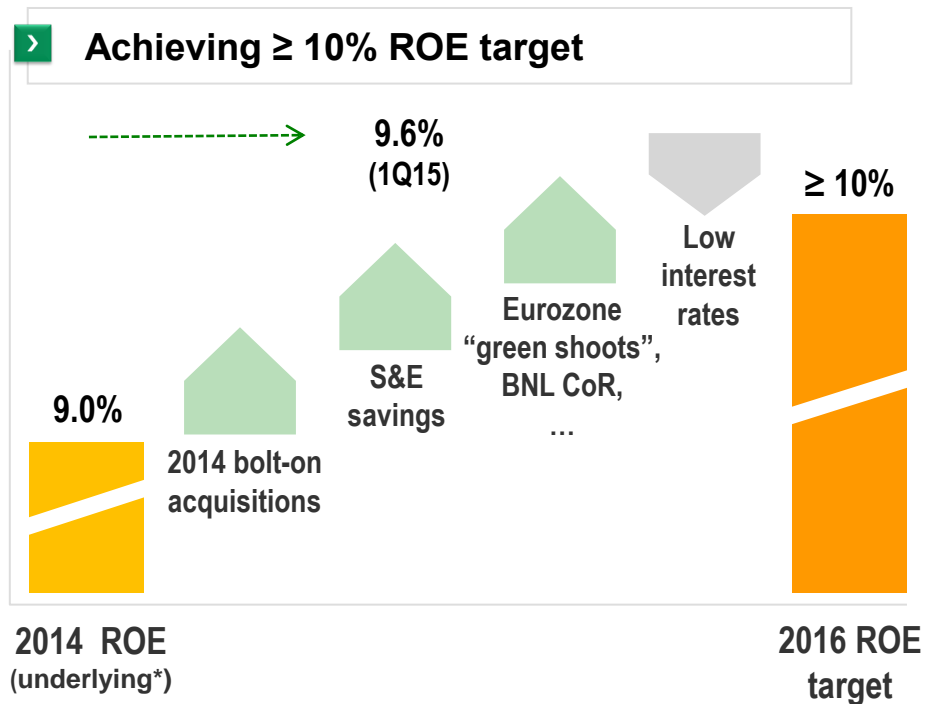 Achieving ≥ 10% ROE target
9.6%
(1Q15)
≥ 10%
Low
interest
rates
Eurozone
“green shoots”,
BNL CoR,
…
S&E
savings
9.0%
2014 bolt-on
acquisitions
2014 ROE
(underlying*)
2016 ROE
target